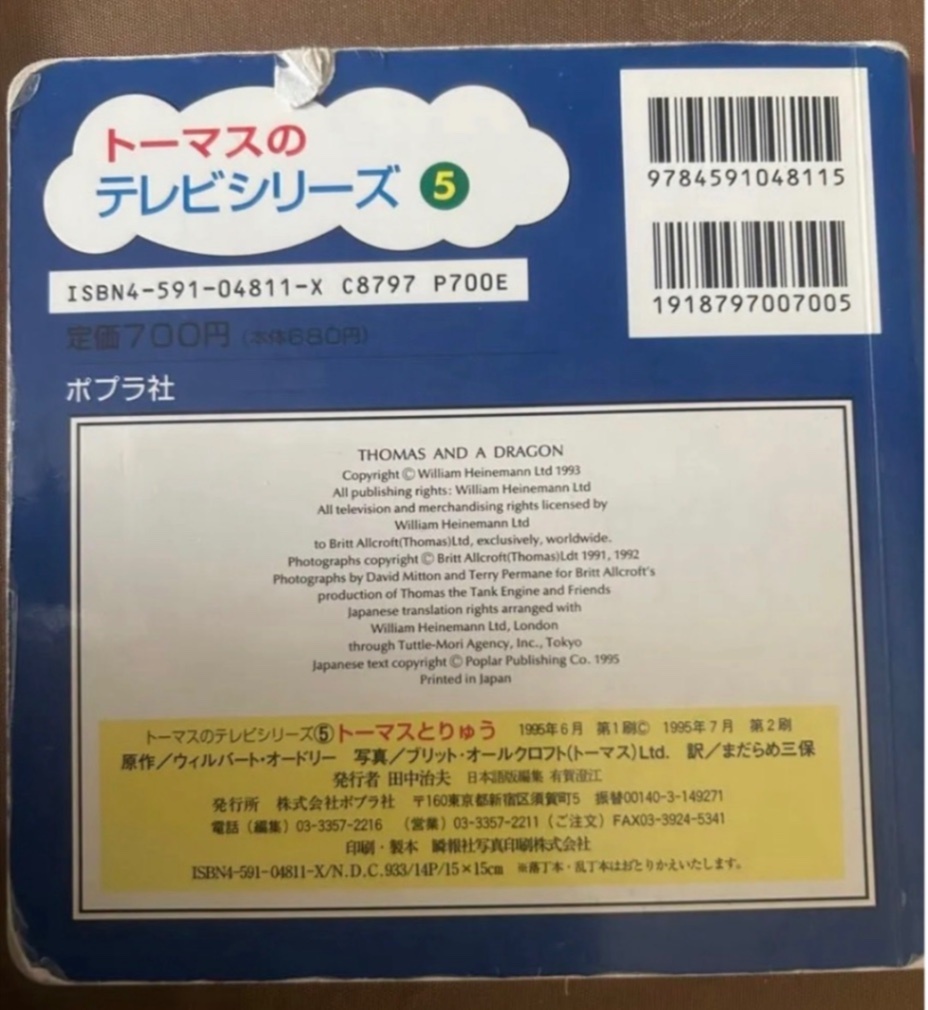 トーマスの
テレビシリーズ 5
9784591048115
1918797007005
ISBN4-591-04811-X C8797 P700E
定価700円(本体680円)
ポプラ社
THOMAS AND A DRAGON
Copyright © William Heinemann Ltd 1993
All publishing rights: William Heinemann Ltd
All television and merchandising rights licensed by
William Heinemann Ltd
to Britt Allcroft(Thomas)Ltd, exclusively, worldwide.
Photographs copyright © Britt Allcroft(Thomas)Ldt 1991, 1992
Photographs by David Mitton and Terry Permane for Britt Allcroft's
production of Thomas the Tank Engine and Friends
Japanese translation rights arranged with
William Heinemann Ltd, London
through Tuttle-Mori Agency, Inc., Tokyo
Japanese text copyright © Poplar Publishing Co. 1995
Printed in Japan
トーマスのテレビシリーズ⑤トーマスとりゅう 1995年6月 第1刷© 1995年7月 第2刷
原作/ウィルバート・オードリー 写真/ブリット・オールクロフト(トーマス)Ltd. 訳/まだらめ三保
発行者 田中治夫 日本語版編集 有賀澄江
発行所 株式会社ポプラ社 〒160東京都新宿区須賀町5 振替00140-3-149271
電話(編集)03-3357-2216 (営業)03-3357-2211(ご注文)FAX03-3924-5341
印刷・製本 瞬報社写真印刷株式会社
ISBN4-591-04811-X/N.D.C.933/14P/15×15cm ※落丁本・乱丁本はおとりかえいたします。